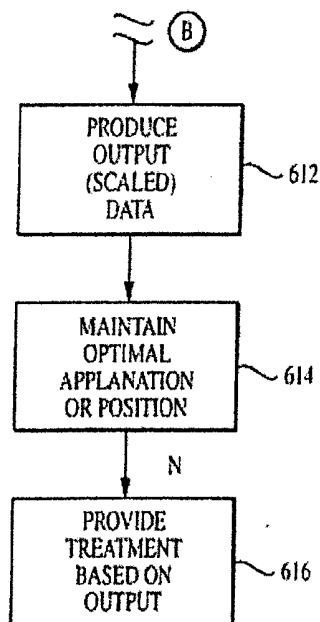 B
PRODUCE
OUTPUT
(SCALED)
DATA
612
MAINTAIN
OPTIMAL
APPLANATION
OR POSITION
614
N
PROVIDE
TREATMENT
BASED ON
OUTPUT
616